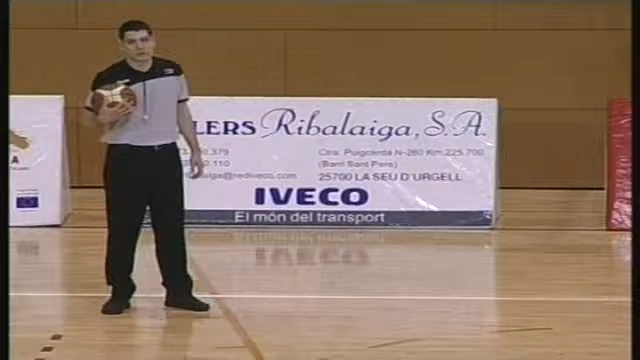 LERS Ribalaiga, S.A.
Ctra. Puigcerdà N-260 Km.225.700
(Barri Sant Pere)
25700 LA SEU D'URGELL
IVECO
El món del transport
A